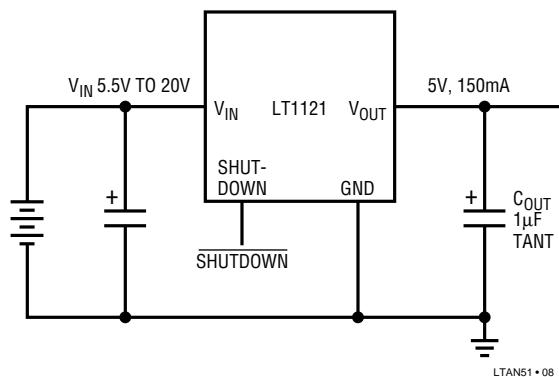 V_IN 5.5V TO 20V
5V, 150mA
V_IN
LT1121
V_OUT
SHUT-
DOWN
GND
+
+
C_OUT
1µF
TANT
SHUTDOWN
LTAN51 • 08